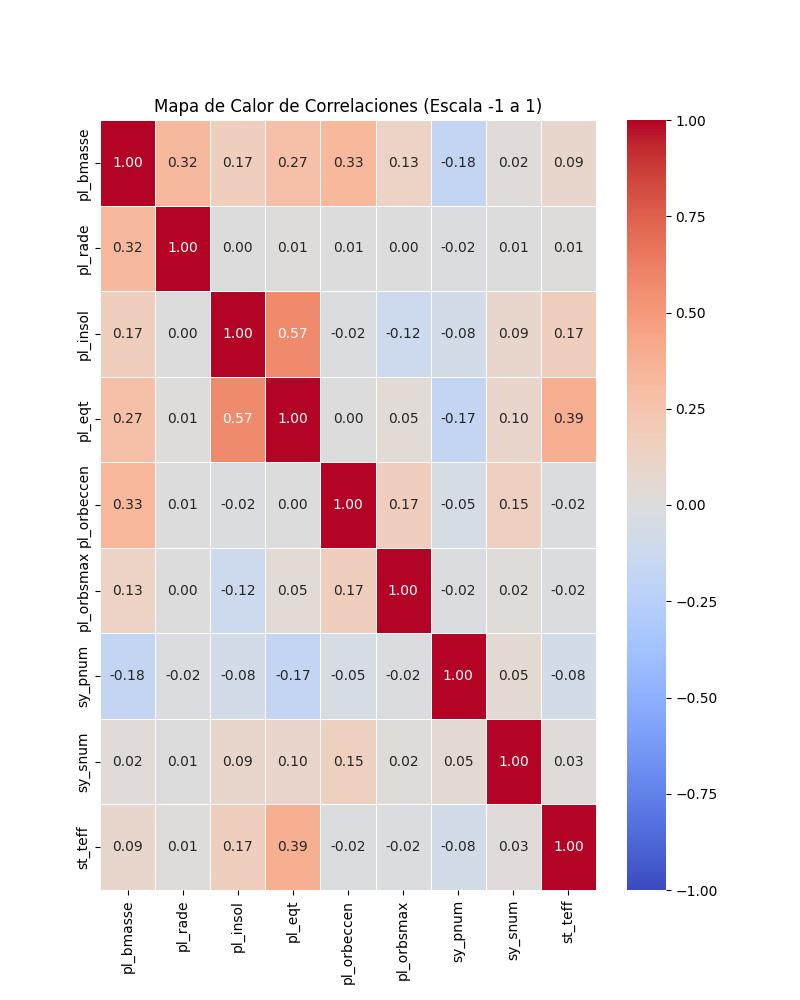 Mapa de Calor de Correlaciones (Escala -1 a 1)
pl_bmasse 1.00 0.32 0.17 0.27 0.33 0.13 -0.18 0.02 0.09
pl_rade 0.32 1.00 0.00 0.01 0.01 0.00 -0.02 0.01 0.01
pl_insol 0.17 0.00 1.00 0.57 -0.02 -0.12 -0.08 0.09 0.17
pl_eqt 0.27 0.01 0.57 1.00 0.00 0.05 -0.17 0.10 0.39
pl_orbeccen 0.33 0.01 -0.02 0.00 1.00 0.17 -0.05 0.15 -0.02
pl_orbsmax 0.13 0.00 -0.12 0.05 0.17 1.00 -0.02 0.02 -0.02
sy_pnum -0.18 -0.02 -0.08 -0.17 -0.05 -0.02 1.00 0.05 -0.08
sy_snum 0.02 0.01 0.09 0.10 0.15 0.02 0.05 1.00 0.03
st_teff 0.09 0.01 0.17 0.39 -0.02 -0.02 -0.08 0.03 1.00
pl_bmasse pl_rade pl_insol pl_eqt pl_orbeccen pl_orbsmax sy_pnum sy_snum st_teff
1.00
0.75
0.50
0.25
0.00
−0.25
−0.50
−0.75
−1.00